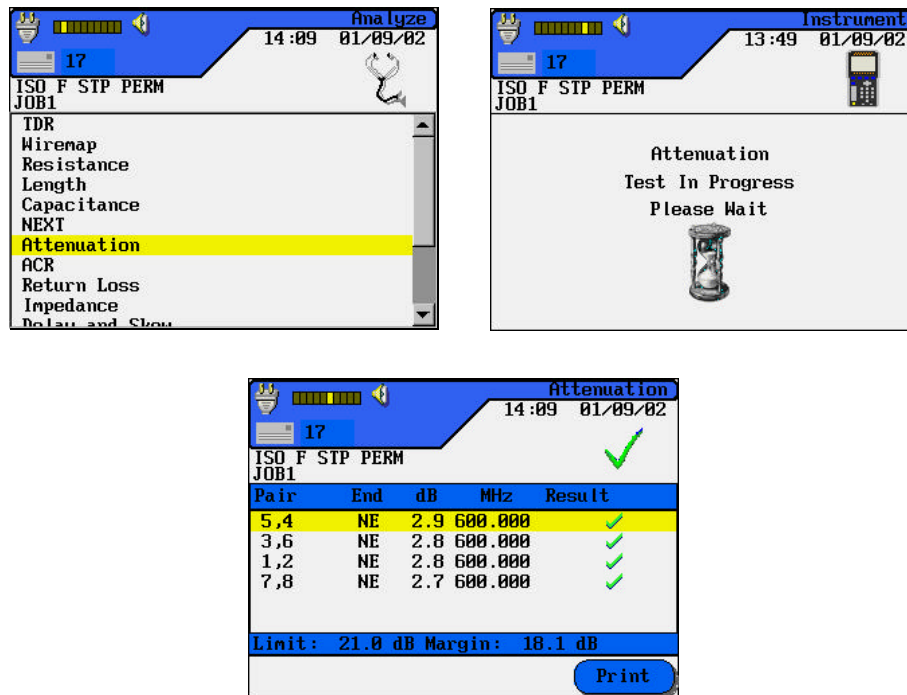 Analyze
14:09 01/09/02
17
ISO F STP PERM
JOB1
TDR
Wiremap
Resistance
Length
Capacitance
NEXT
Attenuation
ACR
Return Loss
Impedance
Delay and Skew
Instrument
13:49 01/09/02
17
ISO F STP PERM
JOB1
Attenuation
Test In Progress
Please Wait
Attenuation
14:09 01/09/02
17
ISO F STP PERM
JOB1
Pair End dB MHz Result
5,4 NE 2.9 600.000
3,6 NE 2.8 600.000
1,2 NE 2.8 600.000
7,8 NE 2.7 600.000
Limit: 21.0 dB Margin: 18.1 dB
Print